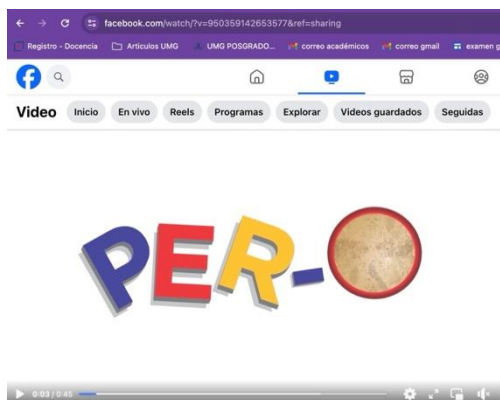 facebook.com/watch/?v=950359142653577&ref=sharing
Registro - Docencia Articulos UMG UMG POSGRADO... correo académicos correo gmail examen g
Video Inicio En vivo Reels Programas Explorar Videos guardados Seguidas
PER-O
0:03 / 0:45